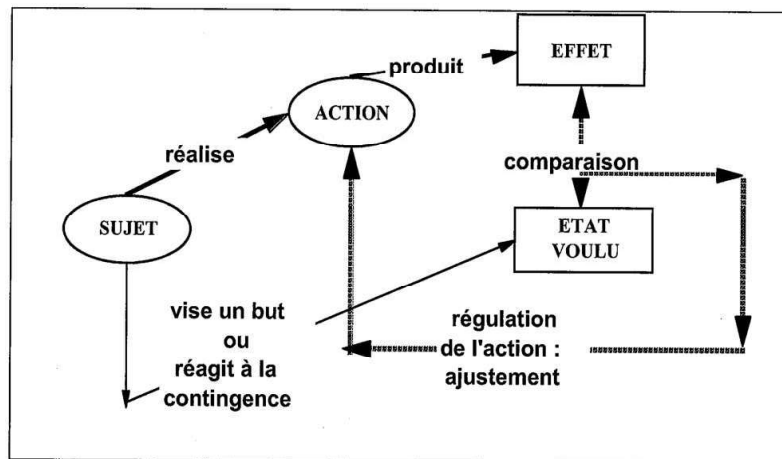 EFFET
produit
ACTION
réalise
comparaison
SUJET
ETAT
VOULU
vise un but
ou
réagit à la
contingence
régulation
de l'action :
ajustement